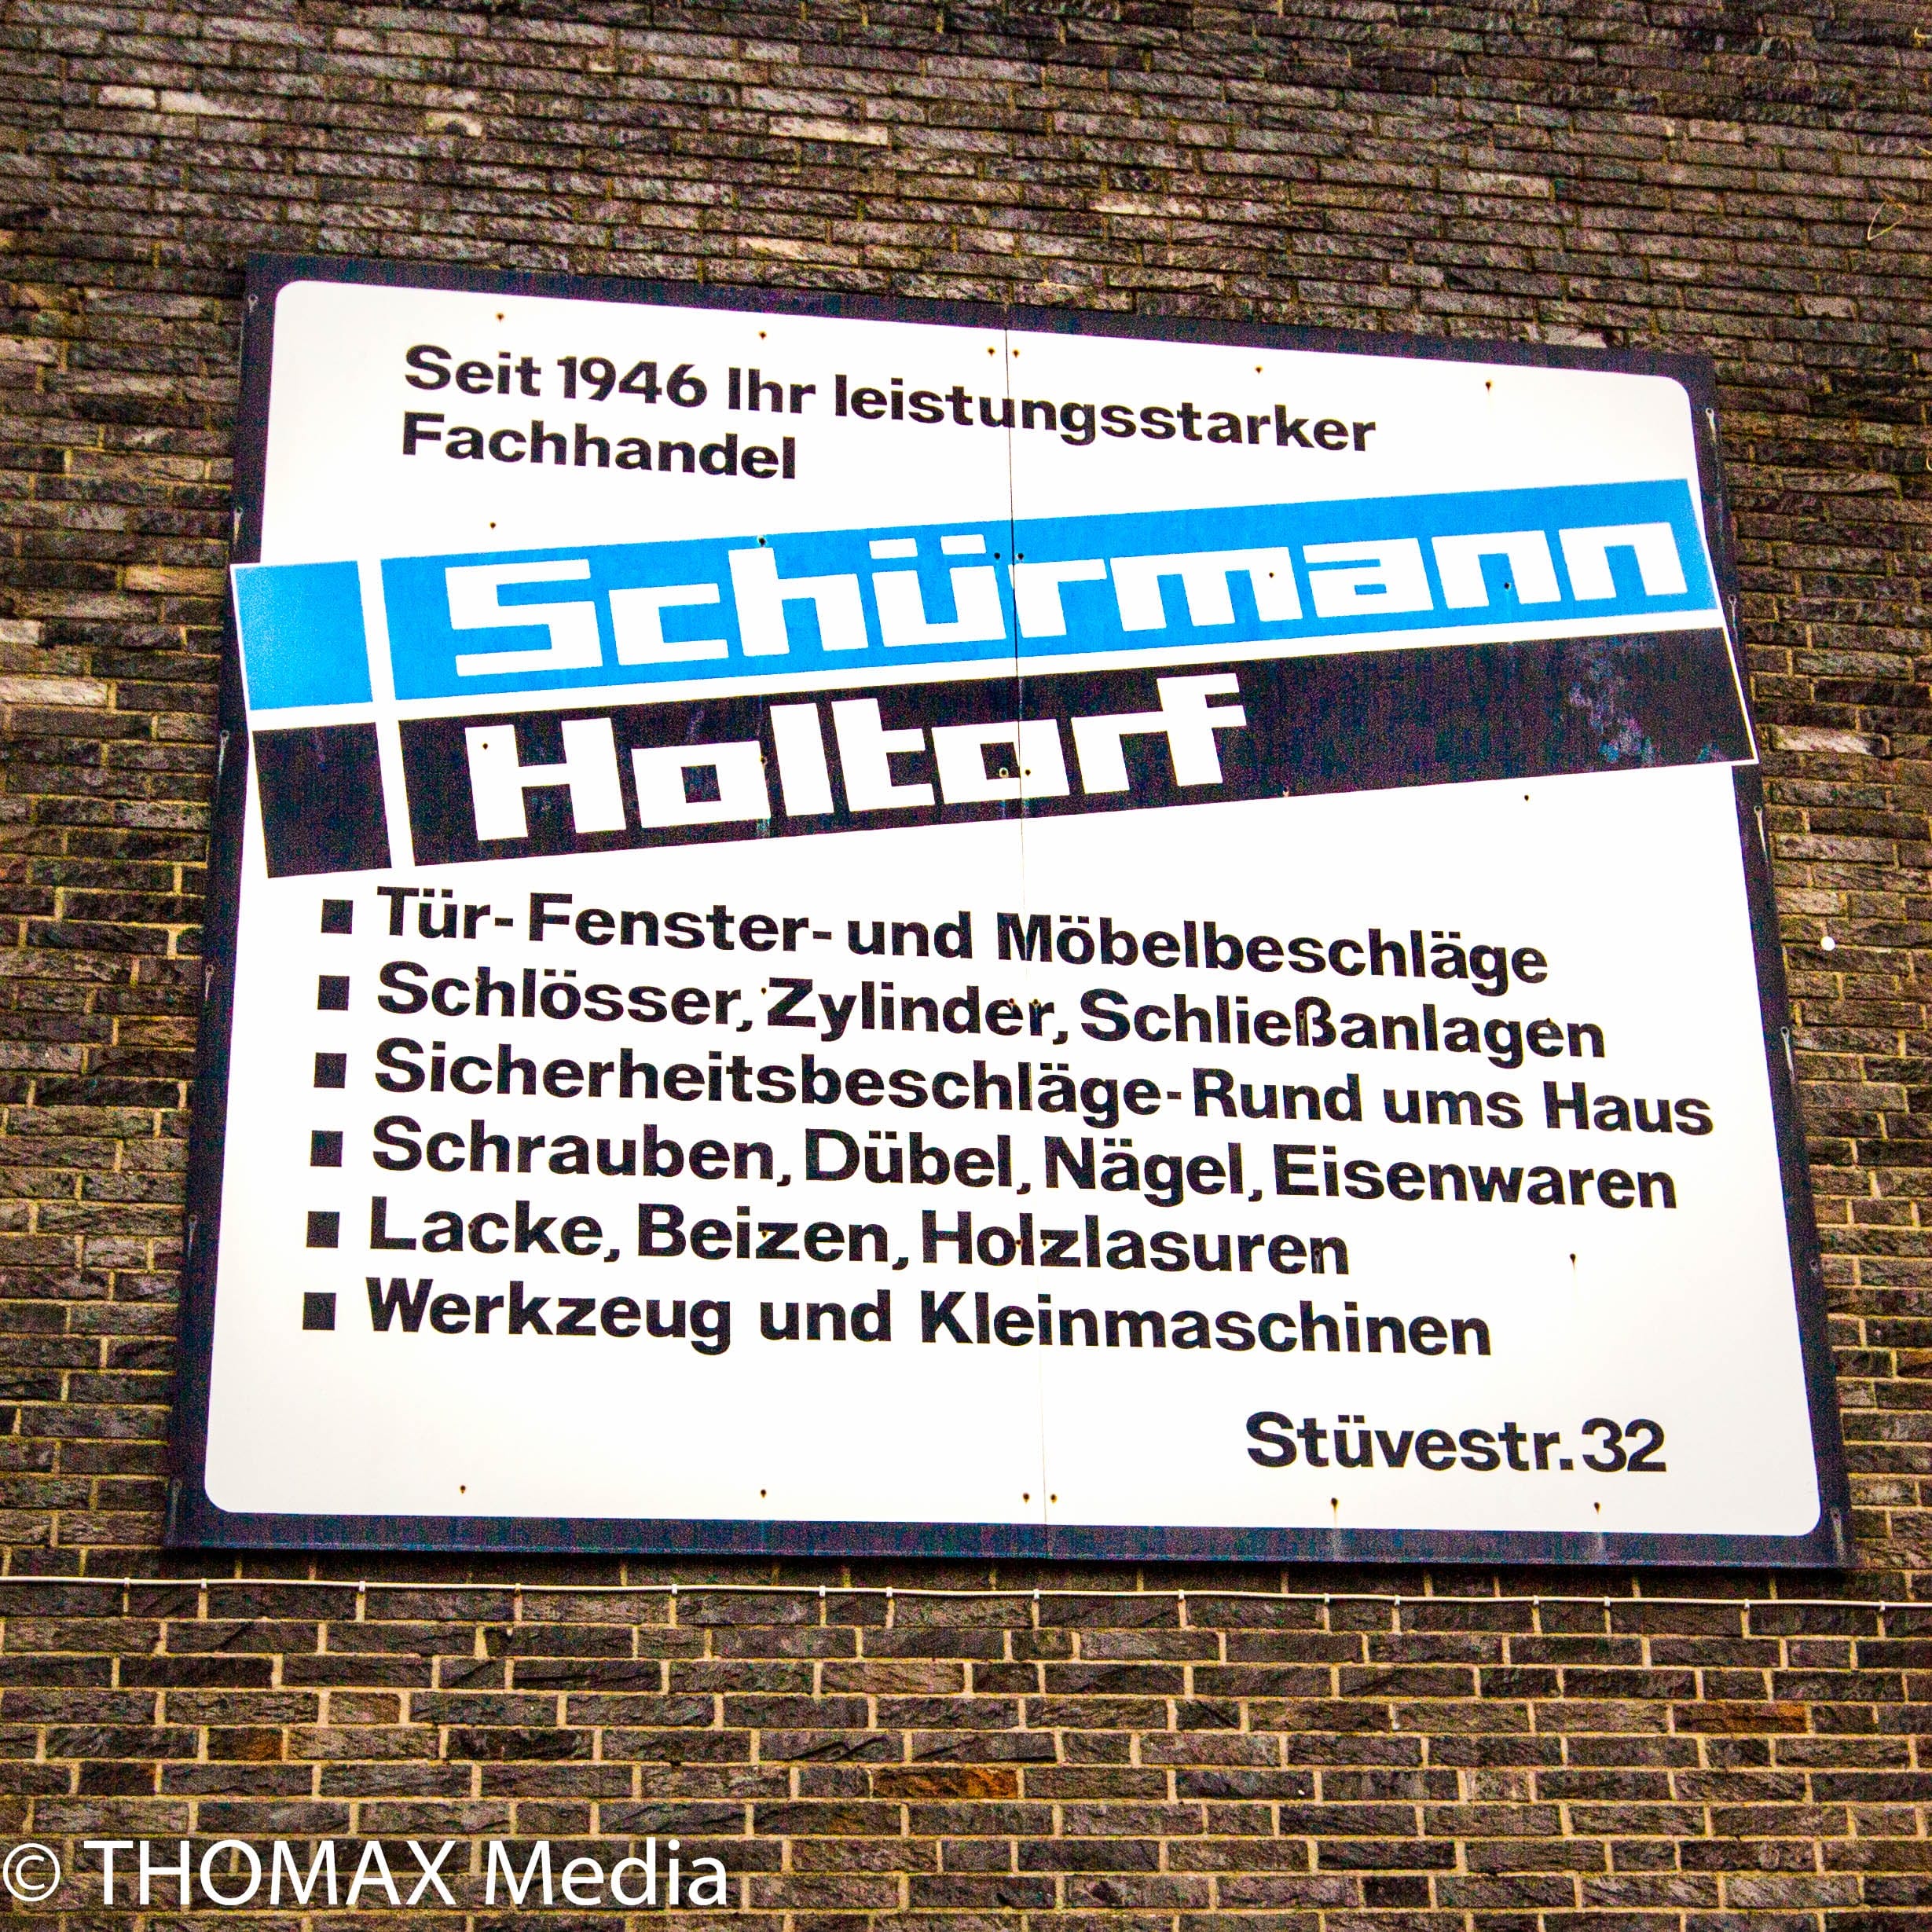 Seit 1946 Ihr leistungsstarker
Fachhandel
Schürmann
Holtorf
▪ Tür- Fenster- und Möbelbeschläge
▪ Schlösser, Zylinder, Schließanlagen
▪ Sicherheitsbeschläge - Rund ums Haus
▪ Schrauben, Dübel, Nägel, Eisenwaren
▪ Lacke, Beizen, Holzlasuren
▪ Werkzeug und Kleinmaschinen
Stüvestr. 32
© THOMAX Media